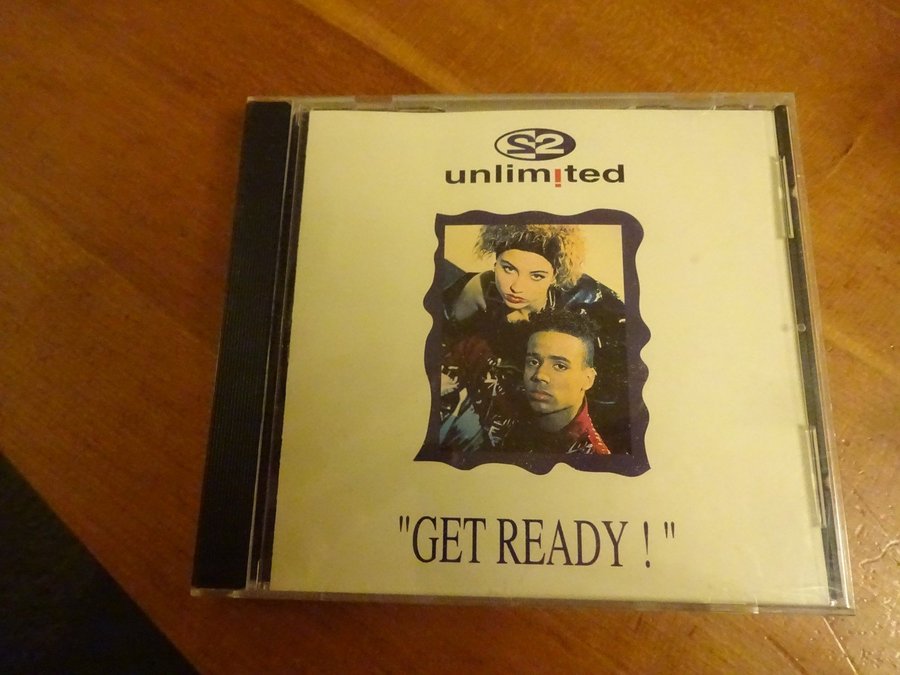 2
unlimited
"GET READY ! "